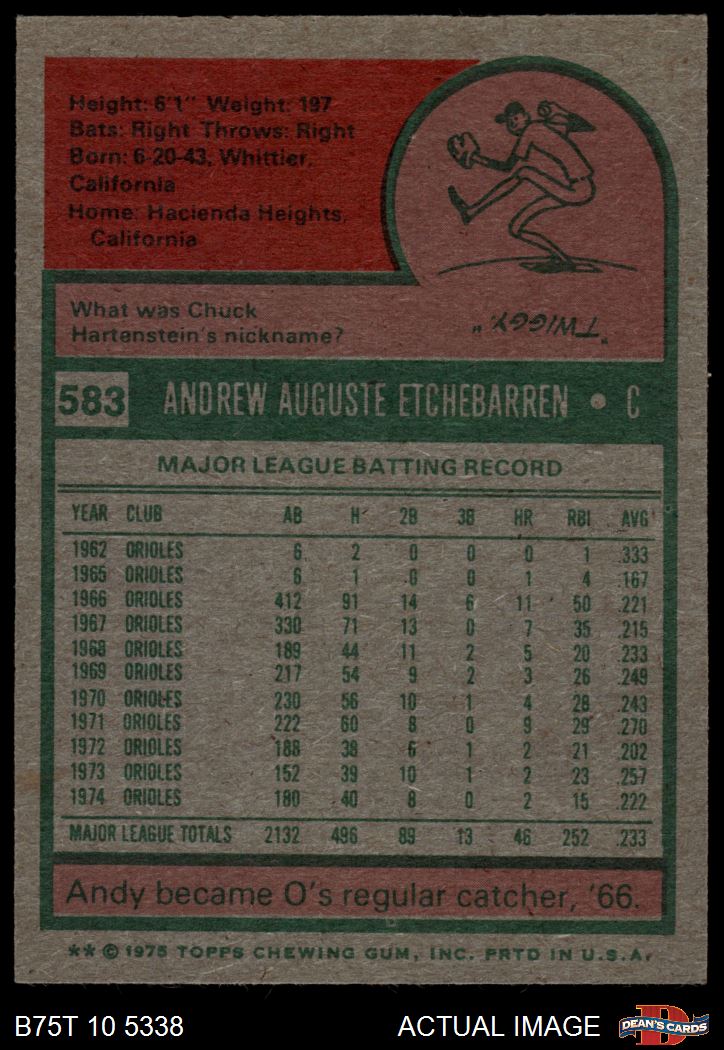 Height: 6'1" Weight: 197
Bats: Right Throws: Right
Born: 6-20-43, Whittier,
California
Home: Hacienda Heights,
California
What was Chuck
Hartenstein's nickname?
"TWIGGY."
583 ANDREW AUGUSTE ETCHEBARREN • C
MAJOR LEAGUE BATTING RECORD
YEAR CLUB AB H 2B 3B HR RBI AVG
1962 ORIOLES 6 2 0 0 0 1 .333
1965 ORIOLES 6 1 0 0 1 4 .167
1966 ORIOLES 412 91 14 6 11 50 .221
1967 ORIOLES 330 71 13 0 7 35 .215
1968 ORIOLES 189 44 11 2 5 20 .233
1969 ORIOLES 217 54 9 2 3 26 .249
1970 ORIOLES 230 56 10 1 4 28 .243
1971 ORIOLES 222 60 8 0 9 29 .270
1972 ORIOLES 188 38 6 1 2 21 .202
1973 ORIOLES 152 39 10 1 2 23 .257
1974 ORIOLES 180 40 8 0 2 15 .222
MAJOR LEAGUE TOTALS 2132 496 89 13 46 252 .233
Andy became O's regular catcher, '66.
** © 1975 TOPPS CHEWING GUM, INC. PRTD IN U.S.A.
B75T 10 5338 ACTUAL IMAGE D DEAN'S CARDS